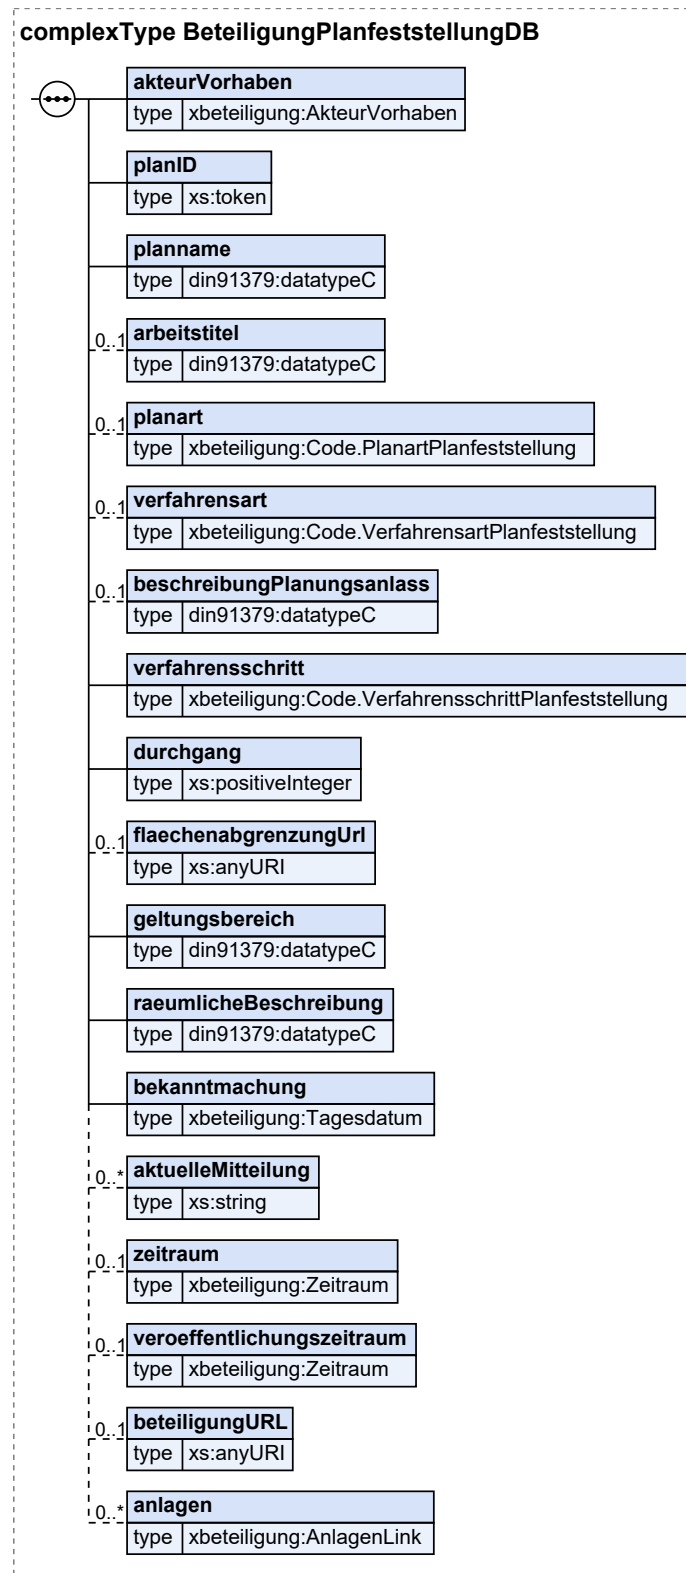 complexType BeteiligungPlanfeststellungDB
akteurVorhaben
type xbeteiligung:AkteurVorhaben
planID
type xs:token
planname
type din91379:datatypeC
0..1 arbeitstitel
type din91379:datatypeC
0..1 planart
type xbeteiligung:Code.PlanartPlanfeststellung
0..1 verfahrensart
type xbeteiligung:Code.VerfahrensartPlanfeststellung
0..1 beschreibungPlanungsanlass
type din91379:datatypeC
verfahrensschritt
type xbeteiligung:Code.VerfahrensschrittPlanfeststellung
durchgang
type xs:positiveInteger
0..1 flaechenabgrenzungUrl
type xs:anyURI
geltungsbereich
type din91379:datatypeC
raeumlicheBeschreibung
type din91379:datatypeC
bekanntmachung
type xbeteiligung:Tagesdatum
0..* aktuelleMitteilung
type xs:string
0..1 zeitraum
type xbeteiligung:Zeitraum
0..1 veroeffentlichungszeitraum
type xbeteiligung:Zeitraum
0..1 beteiligungURL
type xs:anyURI
0..* anlagen
type xbeteiligung:AnlagenLink